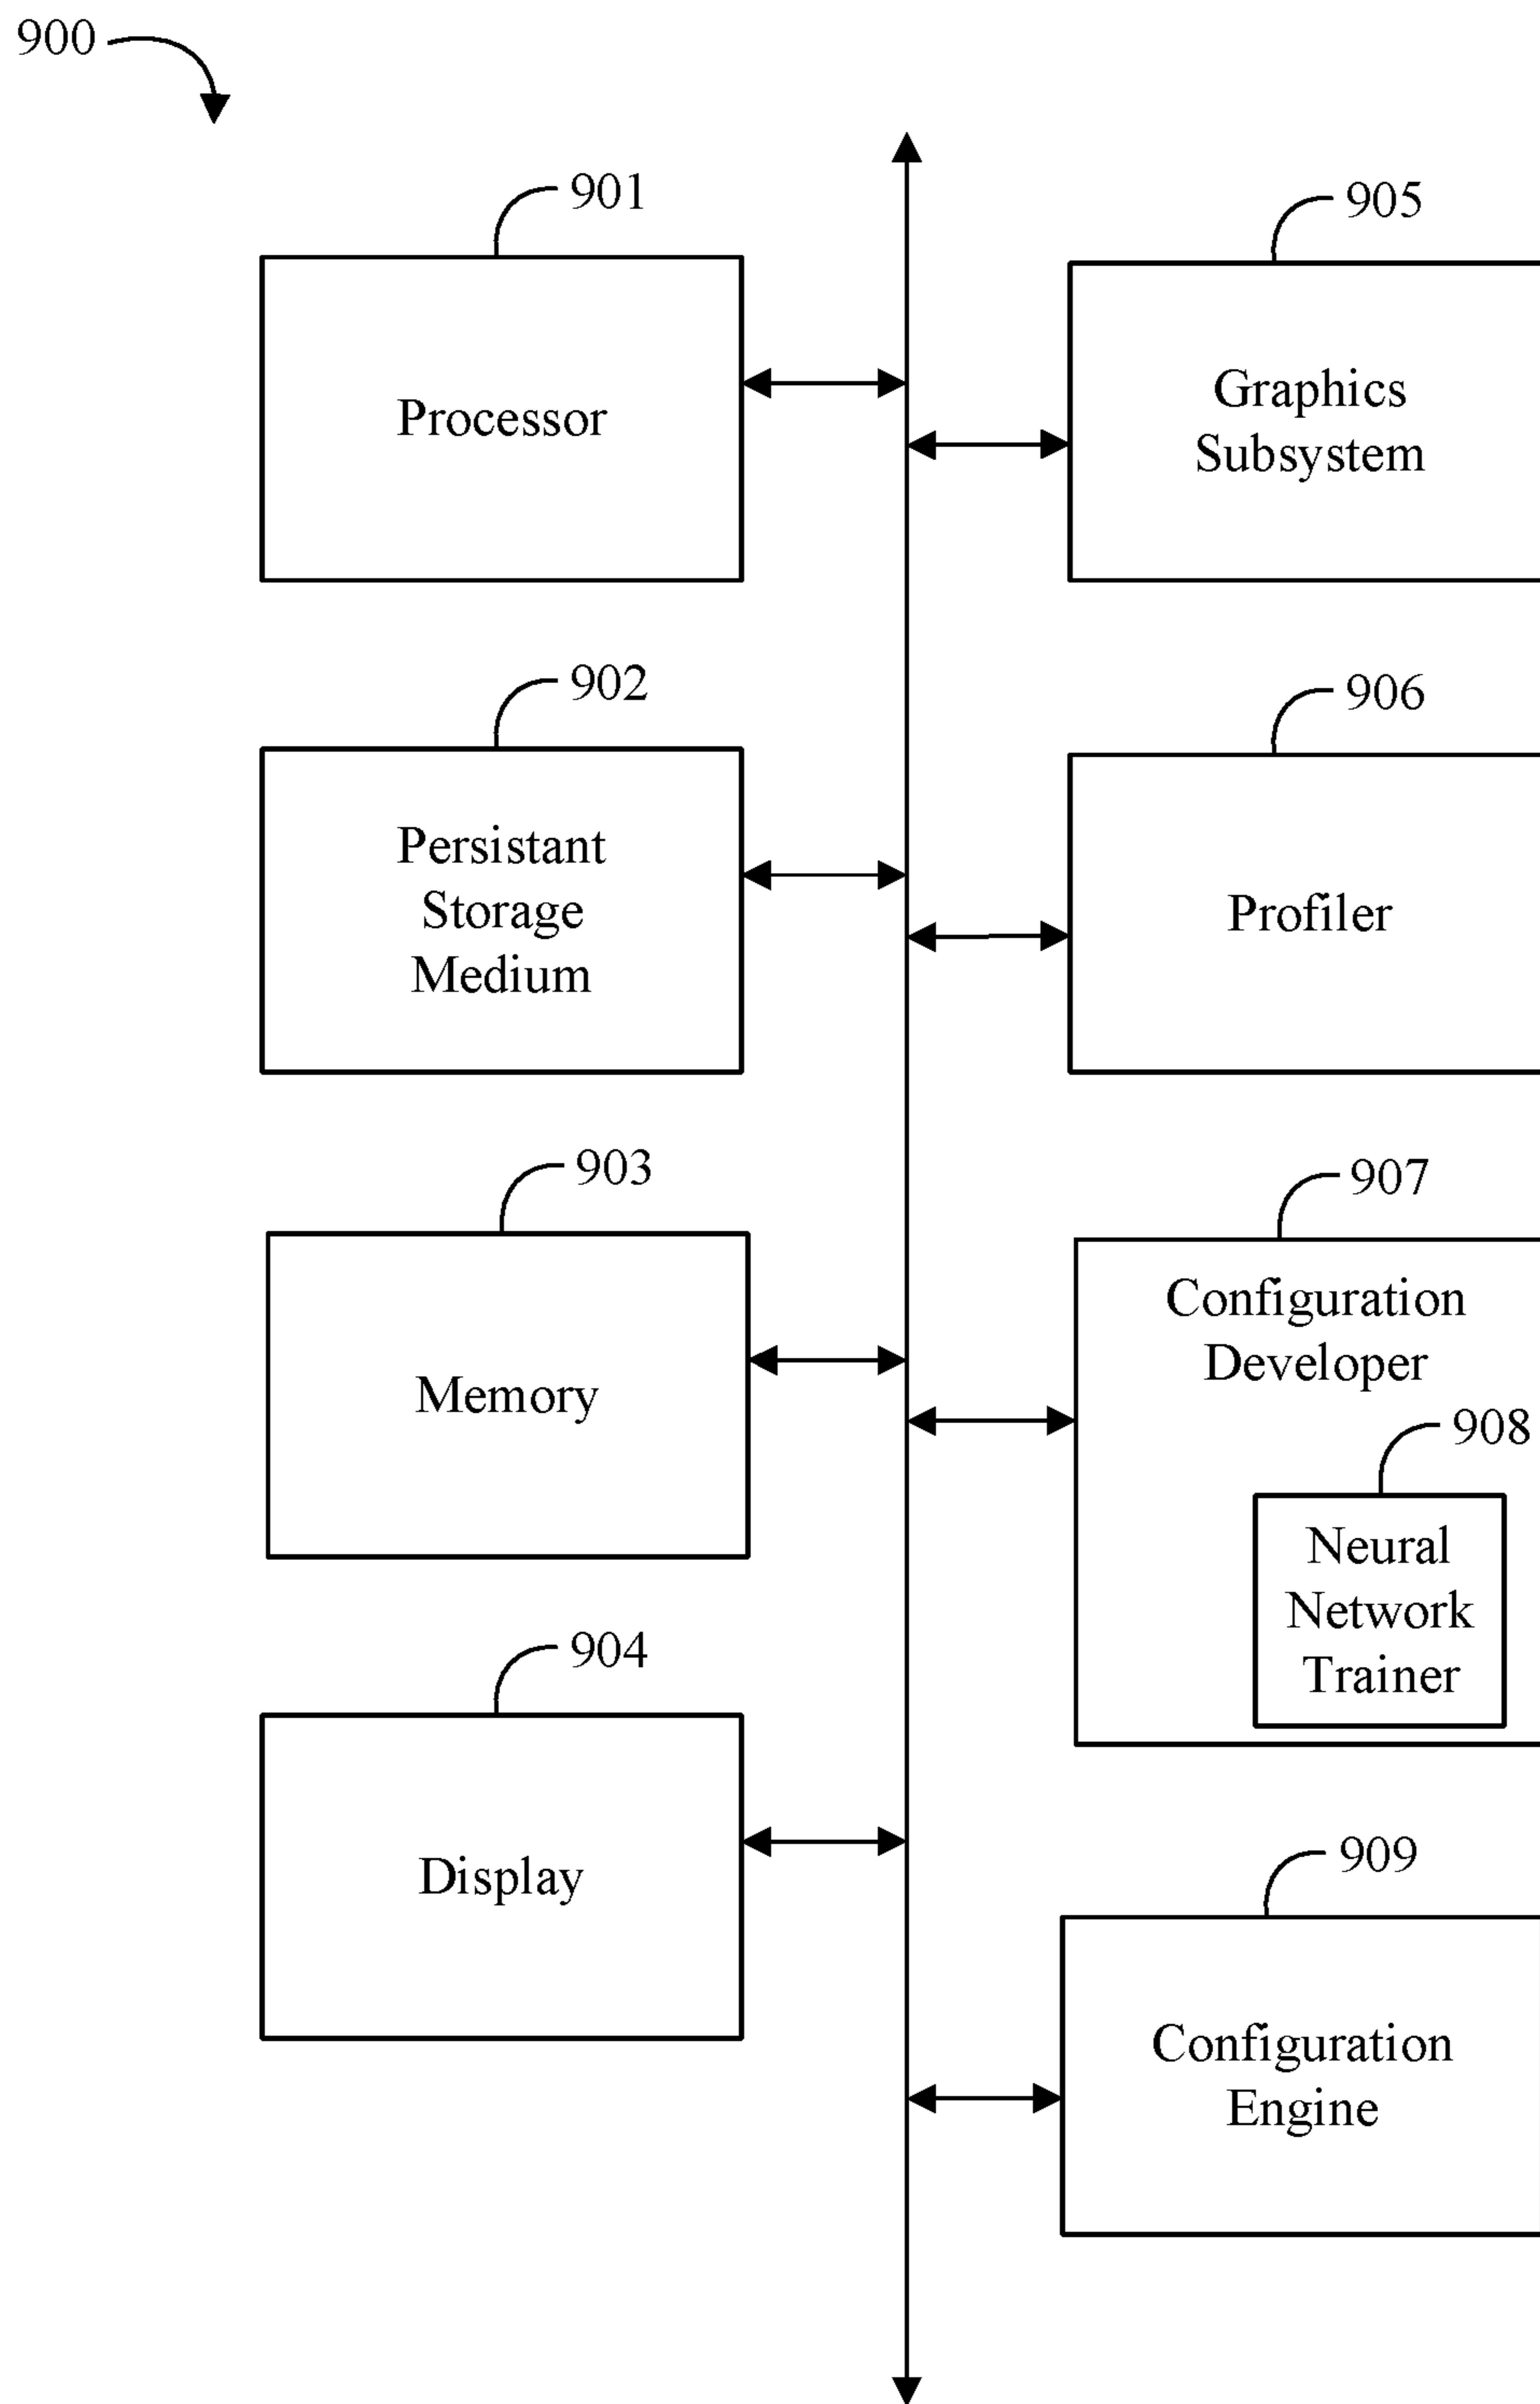 900
901
Processor
902
Persistant
Storage
Medium
903
Memory
904
Display
905
Graphics
Subsystem
906
Profiler
907
Configuration
Developer
908
Neural
Network
Trainer
909
Configuration
Engine